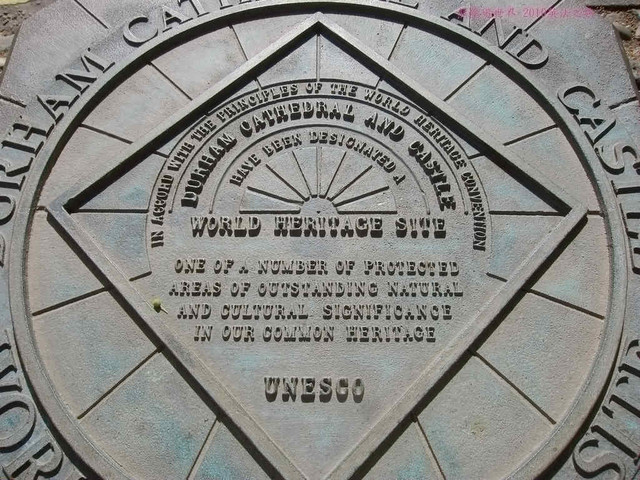 DURHAM CATHEDRAL AND CASTLE
IN ACCORD WITH THE PRINCIPLES OF THE WORLD HERITAGE CONVENTION
DURHAM CATHEDRAL AND CASTLE
HAVE BEEN DESIGNATED A
WORLD HERITAGE SITE
ONE OF A NUMBER OF PROTECTED
AREAS OF OUTSTANDING NATURAL
AND CULTURAL SIGNIFICANCE
IN OUR COMMON HERITAGE
UNESCO